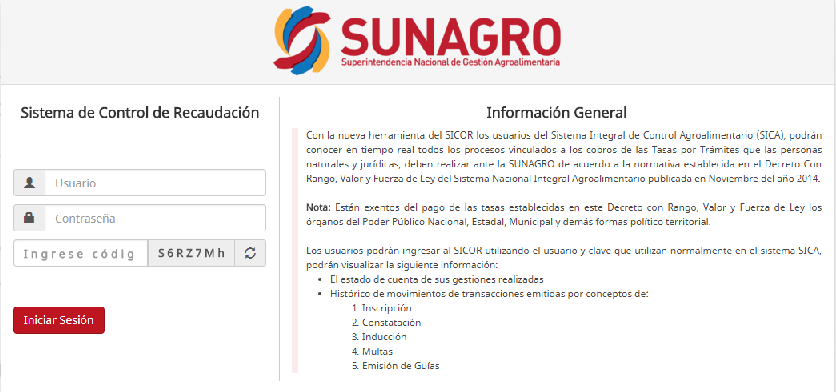 SUNAGRO
Superintendencia Nacional de Gestión Agroalimentaria
Sistema de Control de Recaudación
Usuario
Contraseña
Ingrese códig
S6RZ7Mh
Iniciar Sesión
Información General
Con la nueva herramienta del SICOR los usuarios del Sistema Integral de Control Agroalimentario (SICA), podrán
conocer en tiempo real todos los procesos vinculados a los cobros de las Tasas por Trámites que las personas
naturales y jurídicas, deben realizar ante la SUNAGRO de acuerdo a la normativa establecida en el Decreto Con
Rango, Valor y Fuerza de Ley del Sistema Nacional Integral Agroalimentario publicada en Noviembre del año 2014.
Nota: Están exentos del pago de las tasas establecidas en este Decreto con Rango, Valor y Fuerza de Ley los
órganos del Poder Público Nacional, Estadal, Municipal y demás formas político territorial.
Los usuarios podrán ingresar al SICOR utilizando el usuario y clave que utilizan normalmente en el sistema SICA,
podrán visualizar la siguiente información:
• El estado de cuenta de sus gestiones realizadas
• Histórico de movimientos de transacciones emitidas por conceptos de:
1. Inscripción
2. Constatación
3. Inducción
4. Multas
5. Emisión de Guías